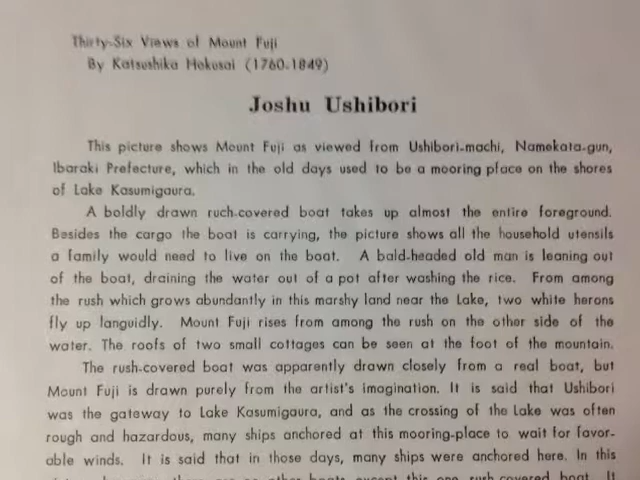 Thirty-Six Views of Mount Fuji
By Katsushika Hokusai (1760-1849)
Joshu Ushibori
This picture shows Mount Fuji as viewed from Ushibori-machi, Namekata-gun,
Ibaraki Prefecture, which in the old days used to be a mooring place on the shores
of Lake Kasumigaura.
A boldly drawn ruch-covered boat takes up almost the entire foreground.
Besides the cargo the boat is carrying, the picture shows all the household utensils
a family would need to live on the boat. A bald-headed old man is leaning out
of the boat, draining the water out of a pot after washing the rice. From among
the rush which grows abundantly in this marshy land near the Lake, two white herons
fly up languidly. Mount Fuji rises from among the rush on the other side of the
water. The roofs of two small cottages can be seen at the foot of the mountain.
The rush-covered boat was apparently drawn closely from a real boat, but
Mount Fuji is drawn purely from the artist's imagination. It is said that Ushibori
was the gateway to Lake Kasumigaura, and as the crossing of the Lake was often
rough and hazardous, many ships anchored at this mooring-place to wait for favor-
able winds. It is said that in those days, many ships were anchored here. In this
other boats except this one rush-covered boat. It